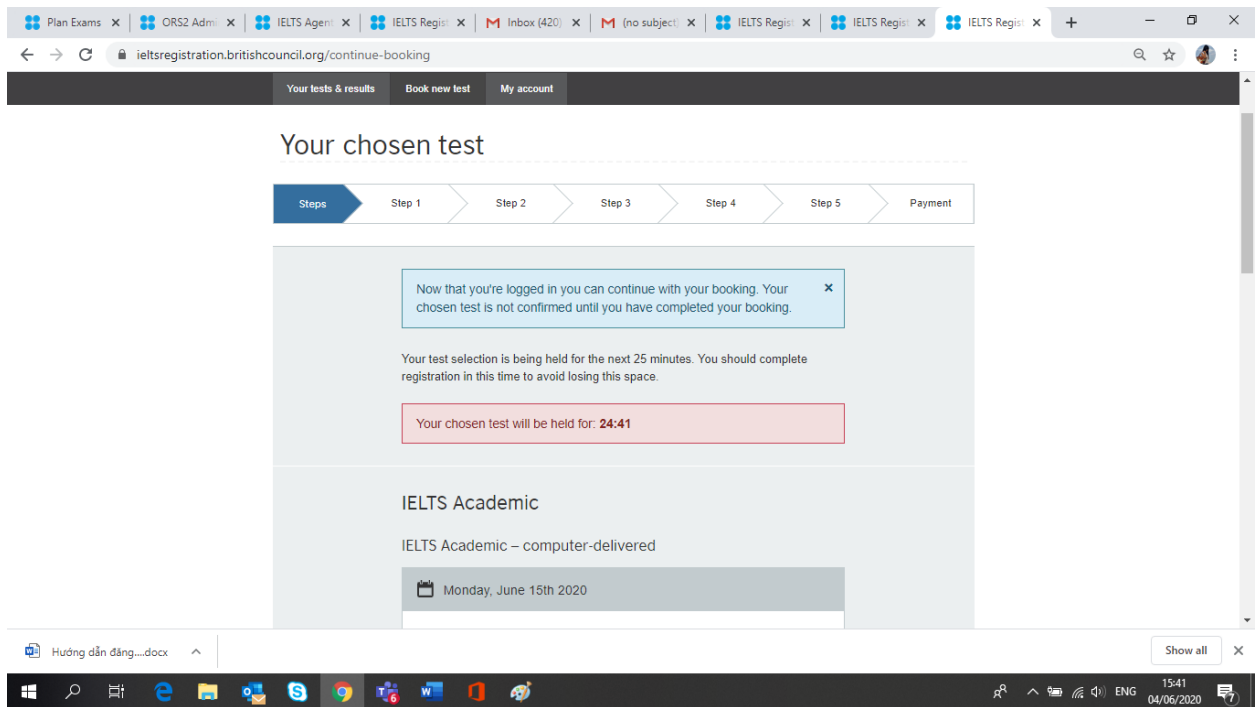 Plan Exams
ORS2 Admi
IELTS Agent
IELTS Regist
Inbox (420)
(no subject)
IELTS Regist
IELTS Regist
IELTS Regist
ieltsregistration.britishcouncil.org/continue-booking
Your tests & results Book new test My account
Your chosen test
Steps Step 1 Step 2 Step 3 Step 4 Step 5 Payment
Now that you're logged in you can continue with your booking. Your
chosen test is not confirmed until you have completed your booking.
Your test selection is being held for the next 25 minutes. You should complete
registration in this time to avoid losing this space.
Your chosen test will be held for: 24:41
IELTS Academic
IELTS Academic – computer-delivered
Monday, June 15th 2020
Hướng dẫn đăng....docx
Show all
ENG
15:41
04/06/2020